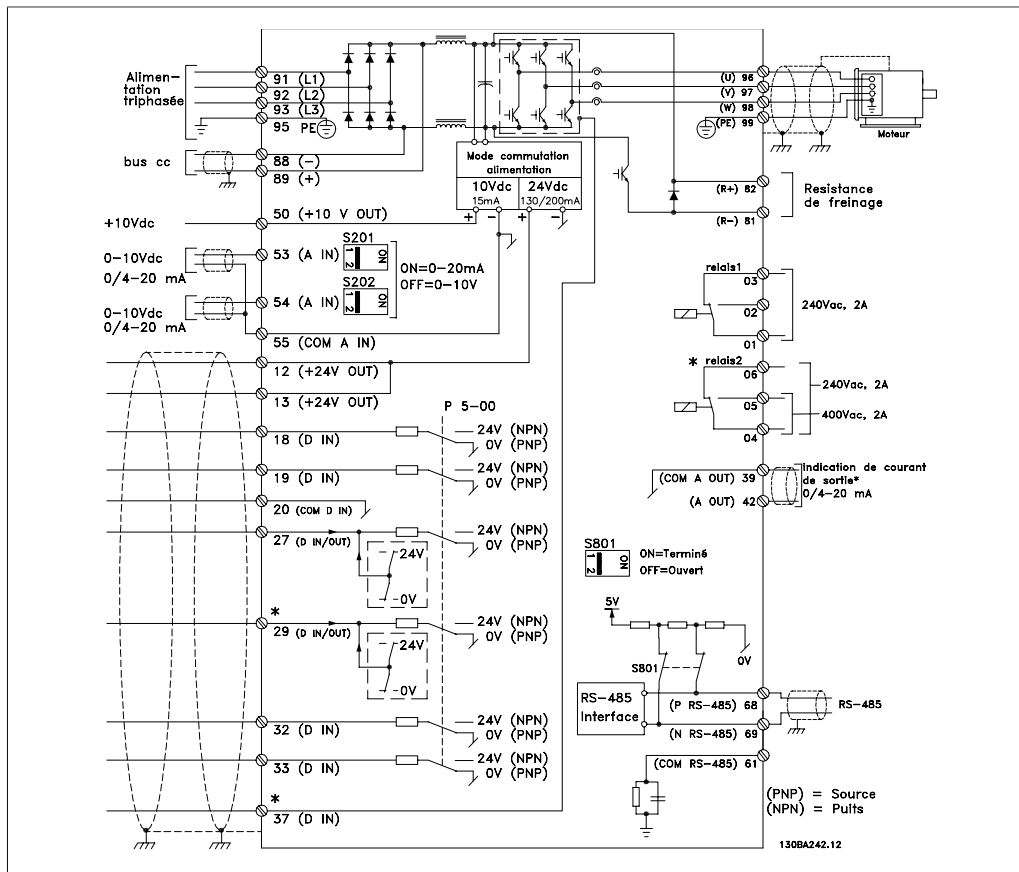 Alimen-
tation
triphasée
91 (L1)
92 (L2)
93 (L3)
95 PE
bus cc
88 (-)
89 (+)
+10Vdc
50 (+10 V OUT)
0-10Vdc
0/4-20 mA
53 (A IN)
S201
ON
1 2
0-10Vdc
0/4-20 mA
54 (A IN)
S202
ON
1 2
ON=0-20mA
OFF=0-10V
55 (COM A IN)
12 (+24V OUT)
13 (+24V OUT)
P 5-00
18 (D IN)
24V (NPN)
0V (PNP)
19 (D IN)
24V (NPN)
0V (PNP)
20 (COM D IN)
27 (D IN/OUT)
24V (NPN)
0V (PNP)
24V
0V
*
29 (D IN/OUT)
24V (NPN)
0V (PNP)
24V
0V
32 (D IN)
24V (NPN)
0V (PNP)
33 (D IN)
24V (NPN)
0V (PNP)
*
37 (D IN)
Mode commutation
alimentation
10Vdc
15mA
24Vdc
130/200mA
+ - + -
(U) 96
(V) 97
(W) 98
(PE) 99
Moteur
(R+) 82
(R-) 81
Resistance
de freinage
relais1
03
02
01
240Vac, 2A
* relais2
06
05
04
240Vac, 2A
400Vac, 2A
(COM A OUT) 39
(A OUT) 42
Indication de courant
de sortie*
0/4-20 mA
S801
ON
1 2
ON=Terminé
OFF=Ouvert
5V
0V
S801
RS-485
Interface
(P RS-485) 68
(N RS-485) 69
(COM RS-485) 61
RS-485
(PNP) = Source
(NPN) = Puits
130BA242.12